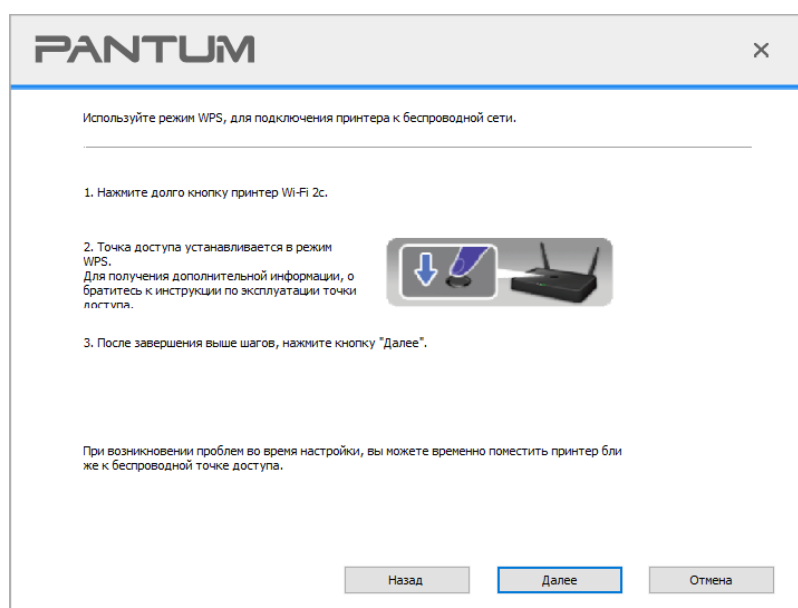 PANTUM
Используйте режим WPS, для подключения принтера к беспроводной сети.
1. Нажмите долго кнопку принтер Wi-Fi 2с.
2. Точка доступа устанавливается в режим
WPS.
Для получения дополнительной информации, о
братитесь к инструкции по эксплуатации точки
доступа.
3. После завершения выше шагов, нажмите кнопку "Далее".
При возникновении проблем во время настройки, вы можете временно поместить принтер бли
же к беспроводной точке доступа.
Назад Далее Отмена